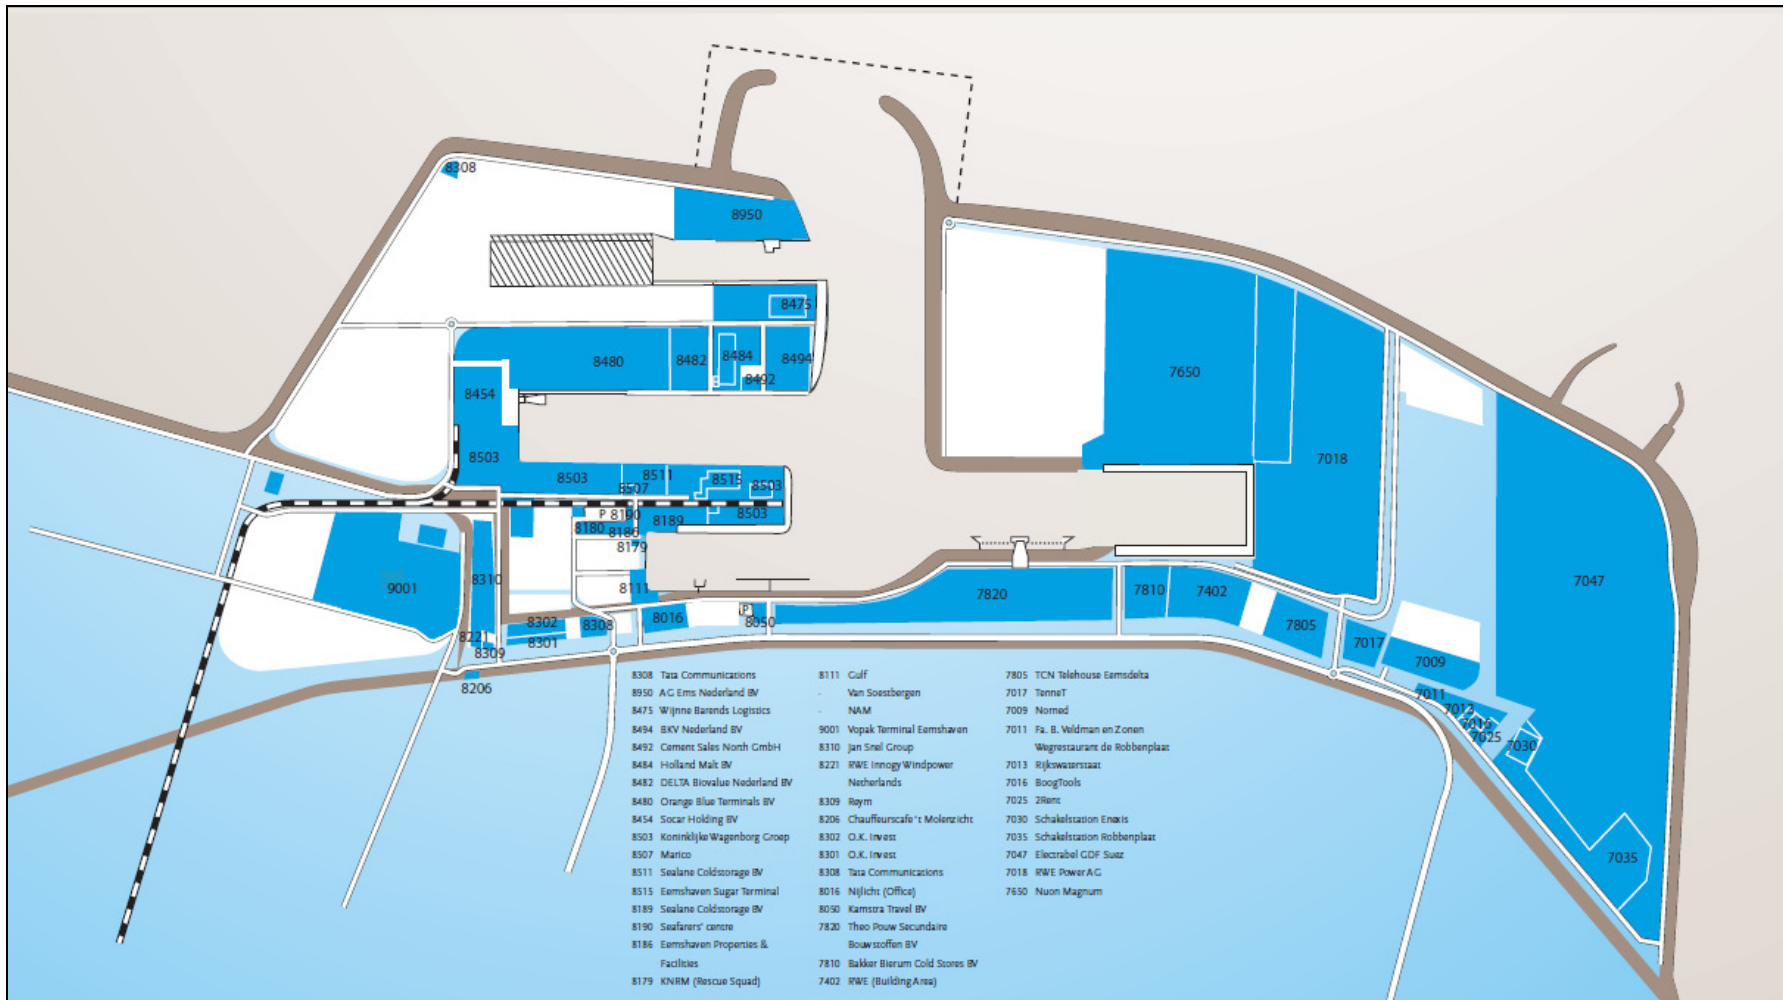 8308
8950
8475
8480
8482
8484
8494
8492
8454
7650
7018
8503
8503
8511
8515
8503
8507
P 8190
8189
8503
8180
8186
8179
9001
8310
8111
7820
7810
7402
7047
8302
8308
8016
P
8050
7805
8221
8301
7017
8309
7009
8206
7011
7013
7016
7025
7030
7035
8308 Tata Communications
8950 AG Ems Nederland BV
8475 Wijnne Barends Logistics
8494 BKV Nederland BV
8492 Cement Sales North GmbH
8484 Holland Malt BV
8482 DELTA Biovalue Nederland BV
8480 Orange Blue Terminals BV
8454 Socar Holding BV
8503 Koninklijke Wagenborg Groep
8507 Marico
8511 Sealane Coldstorage BV
8515 Eemshaven Sugar Terminal
8189 Sealane Coldstorage BV
8190 Seafarers' centre
8186 Eemshaven Properties &
Facilities
8179 KNRM (Rescue Squad)
8111 Gulf
- Van Soestbergen
- NAM
9001 Vopak Terminal Eemshaven
8310 Jan Snel Group
8221 RWE Innogy Windpower
Netherlands
8309 Reym
8206 Chauffeurscafe 't Molenzicht
8302 O.K. Invest
8301 O.K. Invest
8308 Tata Communications
8016 Nijlicht (Office)
8050 Kamstra Travel BV
7820 Theo Pouw Secundaire
Bouwstoffen BV
7810 Bakker Bierum Cold Stores BV
7402 RWE (Building Area)
7805 TCN Telehouse Eemsdelta
7017 TenneT
7009 Norned
7011 Fa. B. Veldman en Zonen
Wegrestaurant de Robbenplaat
7013 Rijkswaterstaat
7016 BoogTools
7025 2Rent
7030 Schakelstation Enexis
7035 Schakelstation Robbenplaat
7047 Electrabel GDF Suez
7018 RWE Power AG
7650 Nuon Magnum